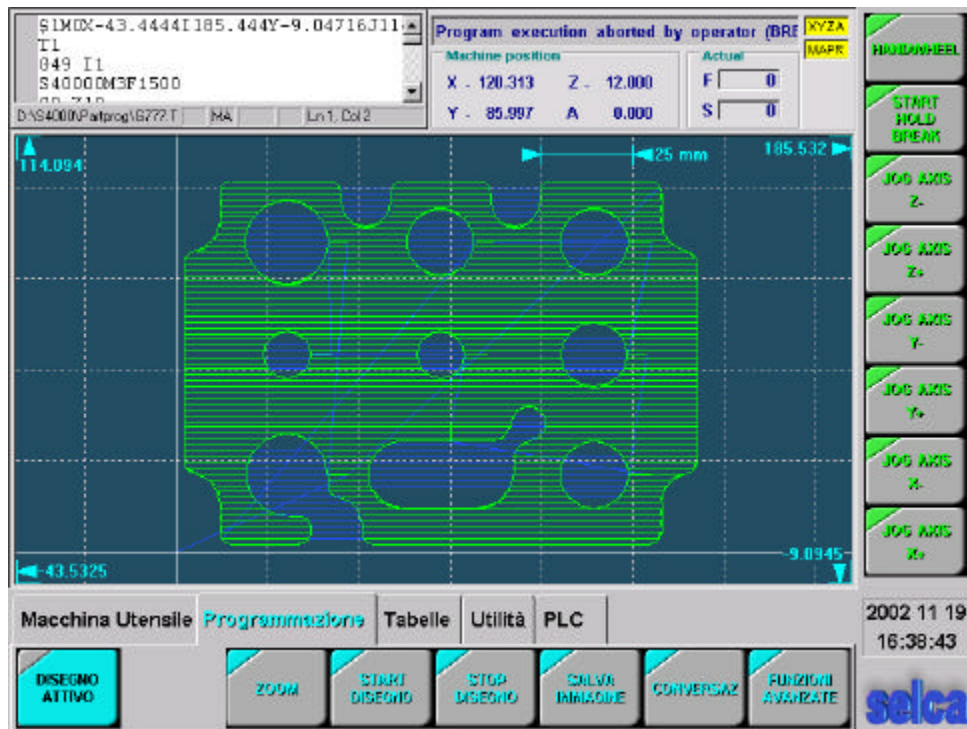 $1M0X-43.4444I185.444Y-9.04716J11
T1
G49 I1
S40000M3F1500
D:\S4000\Partprog\G777.T MA Ln 1, Col 2
Program execution aborted by operator (BRE
XYZA
MAPK
Machine position
Actual
X - 120.313 Z - 12.000 F 0
Y - 85.997 A 0.000 S 0
HANDWHEEL
START
HOLD
BREAK
JOG AXIS
Z-
JOG AXIS
Z+
JOG AXIS
Y-
JOG AXIS
Y+
JOG AXIS
X-
JOG AXIS
X+
114.094
25 mm
185.532
-43.5325
-9.0945
Macchina Utensile Programmazione Tabelle Utilità PLC
2002 11 19
16:38:43
DISEGNO
ATTIVO
ZOOM
START
DISEGNO
STOP
DISEGNO
SALVA
IMMAGINE
CONVERSAZ
FUNZIONI
AVANZATE
selca